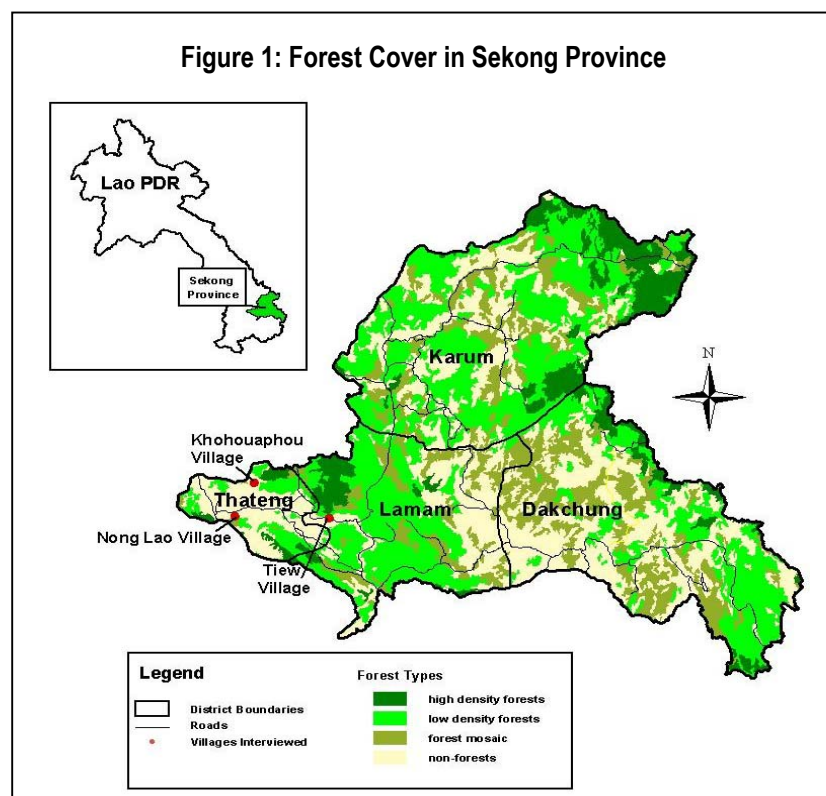 Figure 1: Forest Cover in Sekong Province
Lao PDR
Sekong
Province
N
Karum
Khohouaphou
Village
Thateng
Lamam
Dakchung
Nong Lao Village
Tiew
Village
Legend
District Boundaries
Roads
Villages Interviewed
Forest Types
high density forests
low density forests
forest mosaic
non-forests